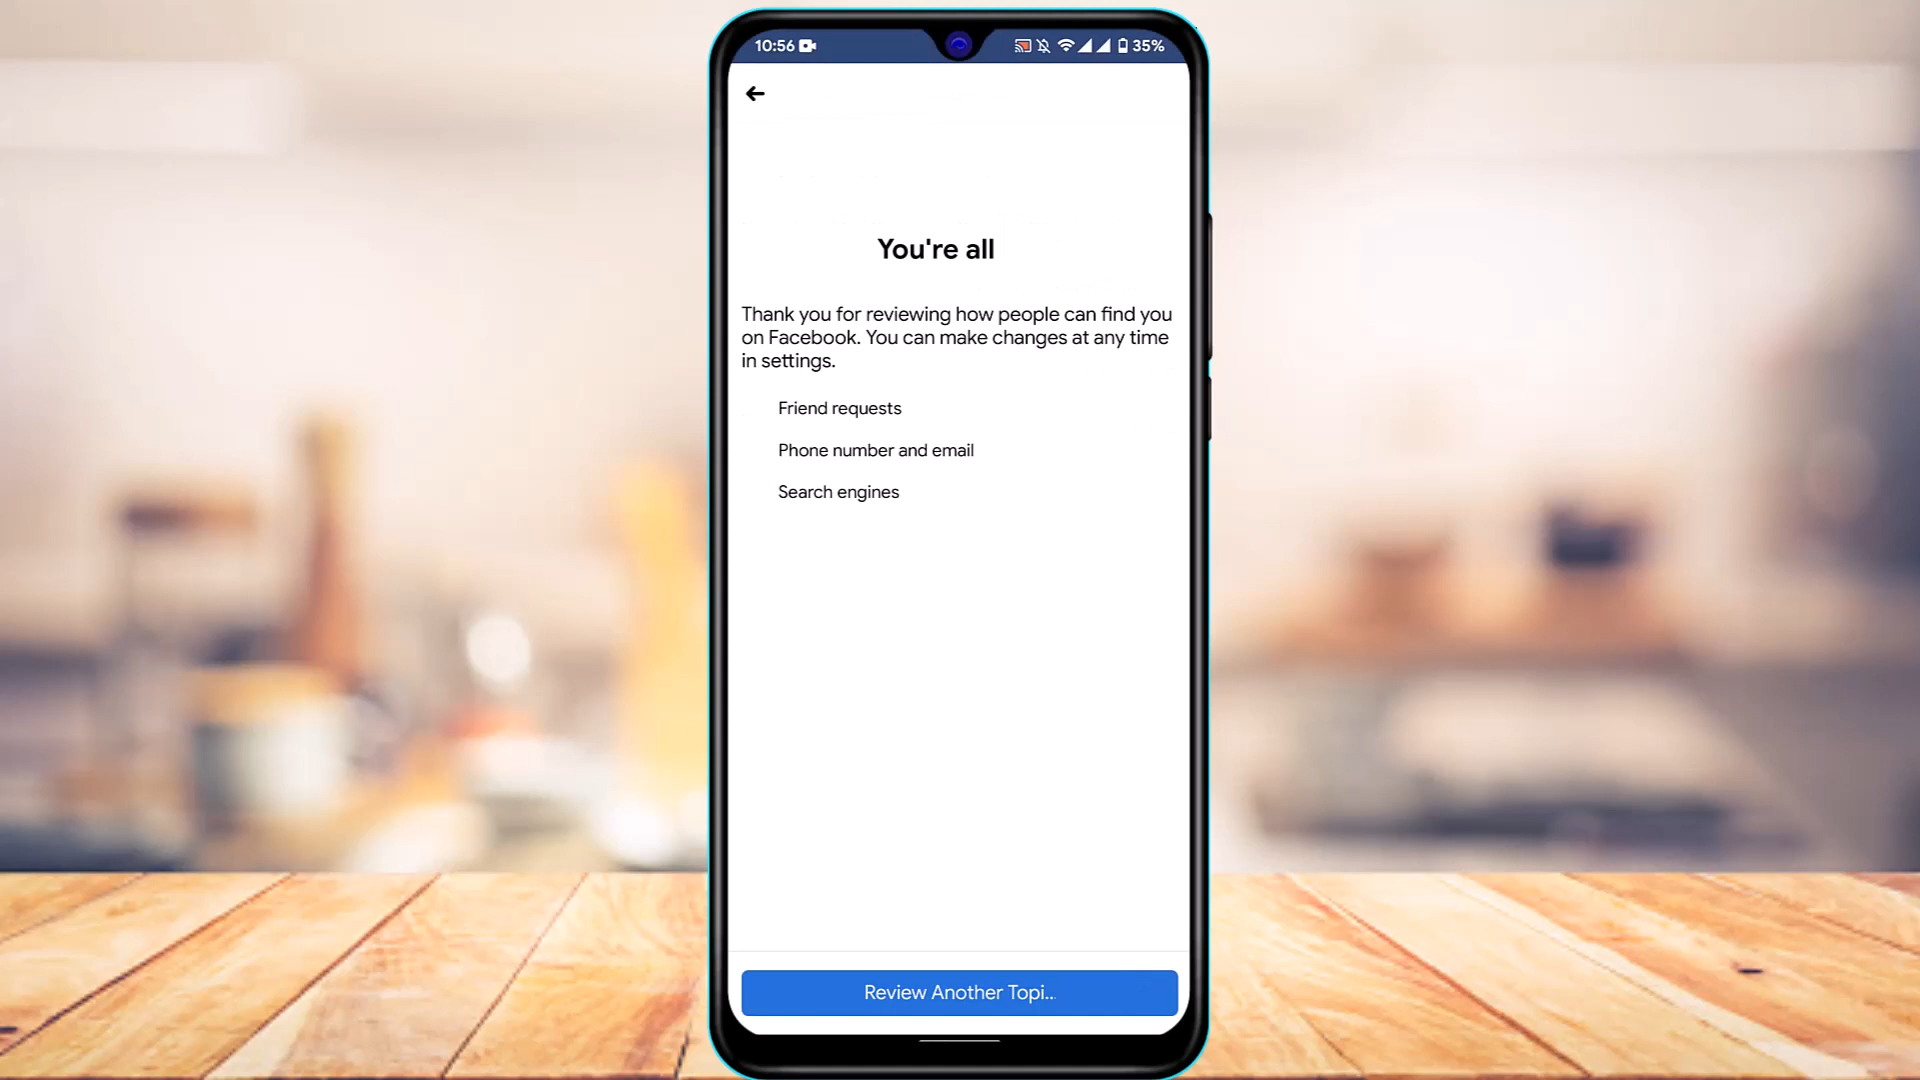 10:56 35%
You're all
Thank you for reviewing how people can find you
on Facebook. You can make changes at any time
in settings.
Friend requests
Phone number and email
Search engines
Review Another Topi...